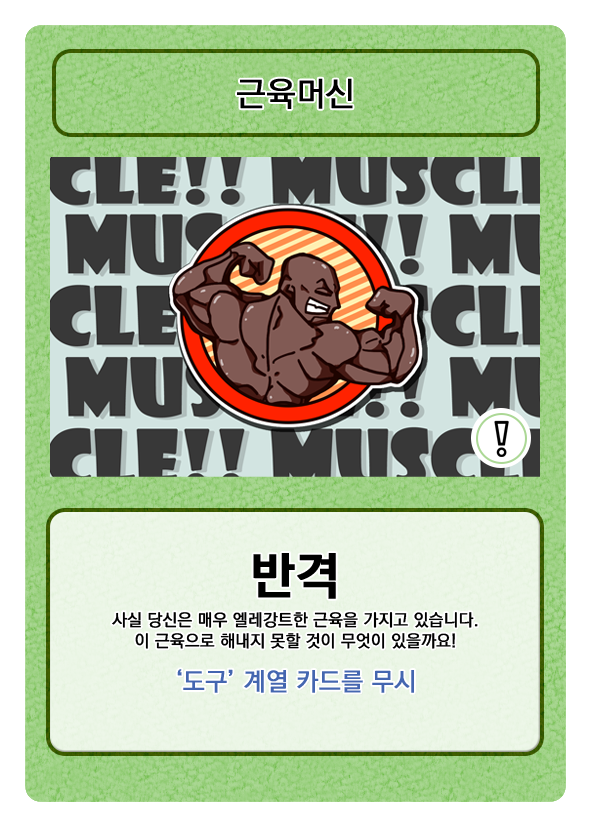 근육머신
CLE!! MUSCLE
MUS !! MU
CLE CLE
MUS !! MU
CLE!! MUSCLE
!
반격
사실 당신은 매우 엘레강트한 근육을 가지고 있습니다.
이 근육으로 해내지 못할 것이 무엇이 있을까요!
‘도구’ 계열 카드를 무시